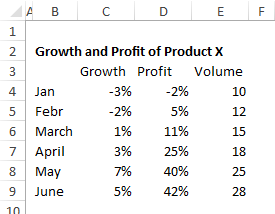 A B C D E F
1
2 Growth and Profit of Product X
3 Growth Profit Volume
4 Jan -3% -2% 10
5 Febr -2% 5% 12
6 March 1% 11% 15
7 April 3% 25% 18
8 May 7% 40% 25
9 June 5% 42% 28
10